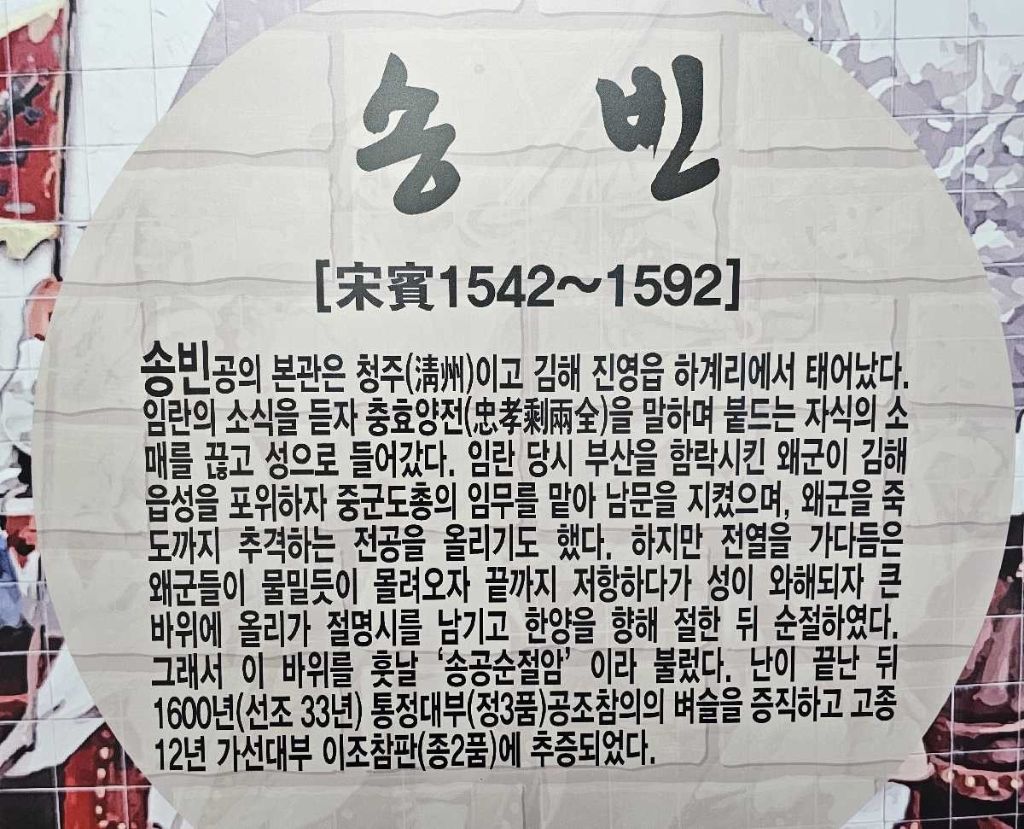 송 빈
[宋賓1542~1592]
송빈공의 본관은 청주(淸州)이고 김해 진영읍 하계리에서 태어났다.
임란의 소식을 듣자 충효양전(忠孝剩兩全)을 말하며 붙드는 자식의 소
매를 끊고 성으로 들어갔다. 임란 당시 부산을 함락시킨 왜군이 김해
읍성을 포위하자 중군도총의 임무를 맡아 남문을 지켰으며, 왜군을 죽
도까지 추격하는 전공을 올리기도 했다. 하지만 전열을 가다듬은
왜군들이 물밀듯이 몰려오자 끝까지 저항하다가 성이 와해되자 큰
바위에 올리가 절명시를 남기고 한양을 향해 절한 뒤 순절하였다.
그래서 이 바위를 훗날 ‘송공순절암’ 이라 불렀다. 난이 끝난 뒤
1600년(선조 33년) 통정대부(정3품)공조참의의 벼슬을 증직하고 고종
12년 가선대부 이조참판(종2품)에 추증되었다.